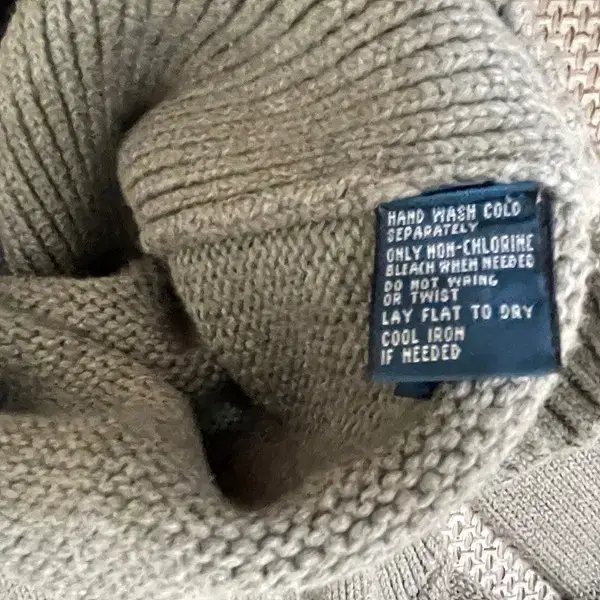 HAND WASH COLD
SEPARATELY
ONLY NON-CHLORINE
BLEACH WHEN NEEDED
DO NOT WRING
OR TWIST
LAY FLAT TO DRY
COOL IRON
IF NEEDED